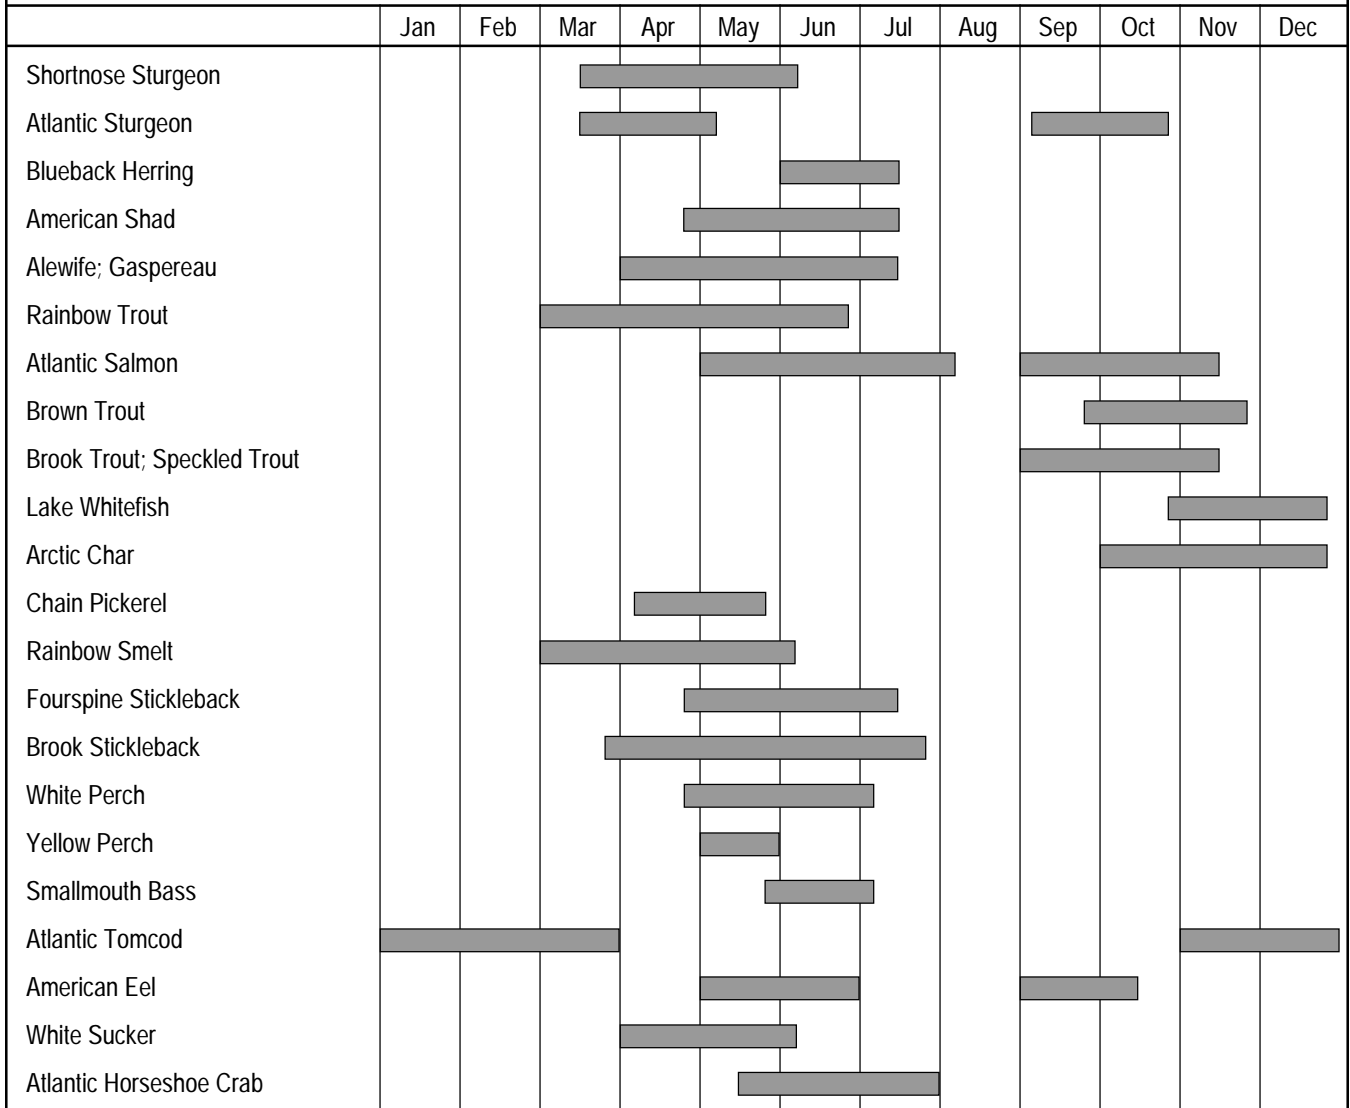 Jan Feb Mar Apr May Jun Jul Aug Sep Oct Nov Dec
Shortnose Sturgeon
Atlantic Sturgeon
Blueback Herring
American Shad
Alewife; Gaspereau
Rainbow Trout
Atlantic Salmon
Brown Trout
Brook Trout; Speckled Trout
Lake Whitefish
Arctic Char
Chain Pickerel
Rainbow Smelt
Fourspine Stickleback
Brook Stickleback
White Perch
Yellow Perch
Smallmouth Bass
Atlantic Tomcod
American Eel
White Sucker
Atlantic Horseshoe Crab